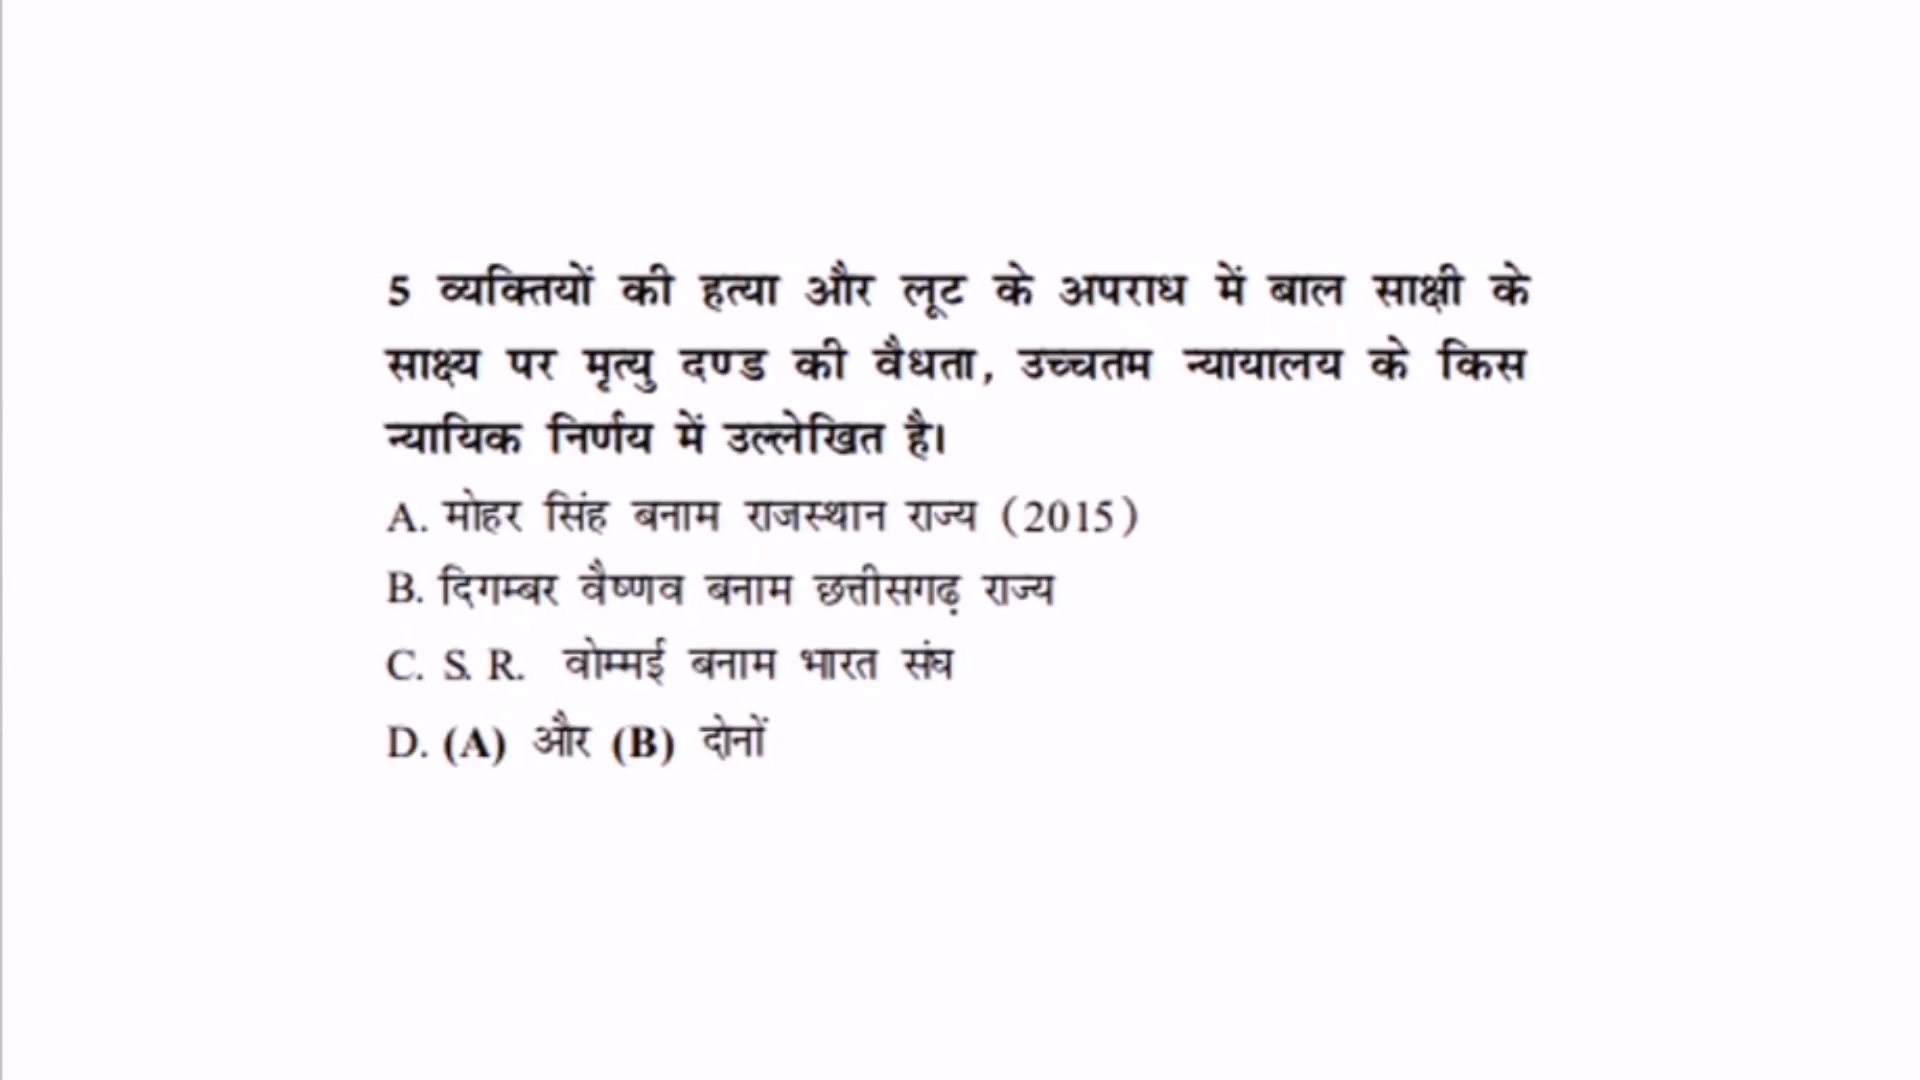 5 व्यक्तियों की हत्या और लूट के अपराध में बाल साक्षी के
साक्ष्य पर मृत्यु दण्ड की वैधता, उच्चतम न्यायालय के किस
न्यायिक निर्णय में उल्लेखित है।
A. मोहर सिंह बनाम राजस्थान राज्य (2015)
B. दिगम्बर वैष्णव बनाम छत्तीसगढ़ राज्य
C. S. R. वोम्मई बनाम भारत संघ
D. (A) और (B) दोनों